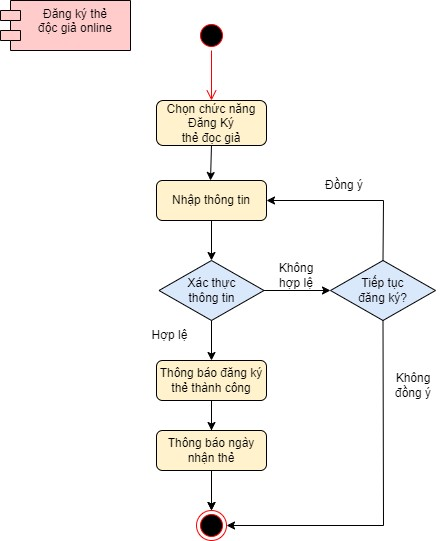 Đăng ký thẻ
độc giả online
Chọn chức năng
Đăng Ký
thẻ đọc giả
Nhập thông tin
Đồng ý
Xác thực
thông tin
Không
hợp lệ
Tiếp tục
đăng ký?
Hợp lệ
Thông báo đăng ký
thẻ thành công
Không
đồng ý
Thông báo ngày
nhận thẻ